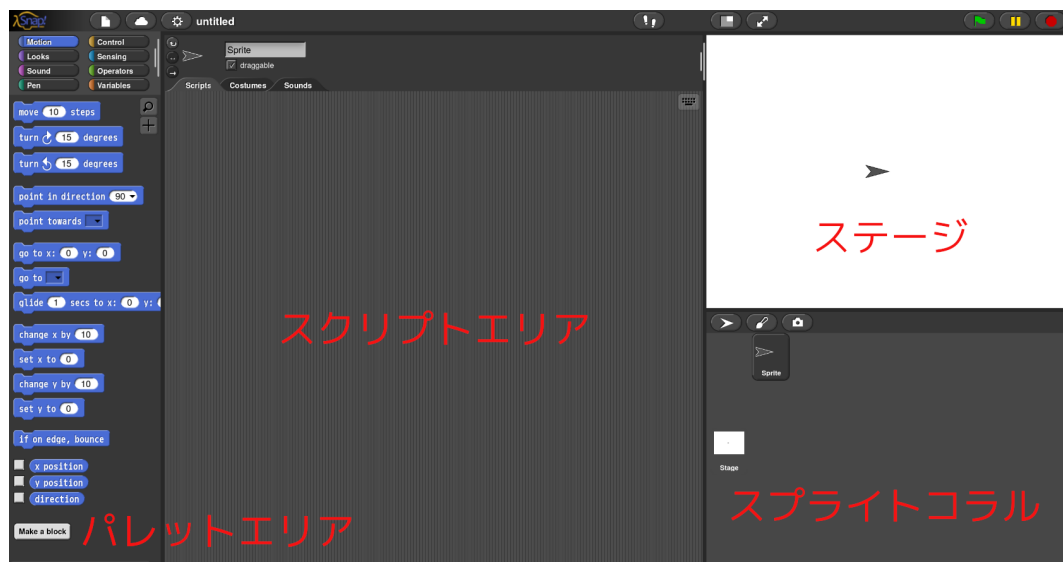 Snap!
untitled
Motion Control
Looks Sensing
Sound Operators
Pen Variables
Sprite
draggable
Scripts Costumes Sounds
move 10 steps
turn 15 degrees
turn 15 degrees
point in direction 90
point towards
go to x: 0 y: 0
go to
glide 1 secs to x: 0 y:
change x by 10
set x to 0
change y by 10
set y to 0
if on edge, bounce
x position
y position
direction
Make a block
パレットエリア
スクリプトエリア
ステージ
Sprite
Stage
スプライトコラル